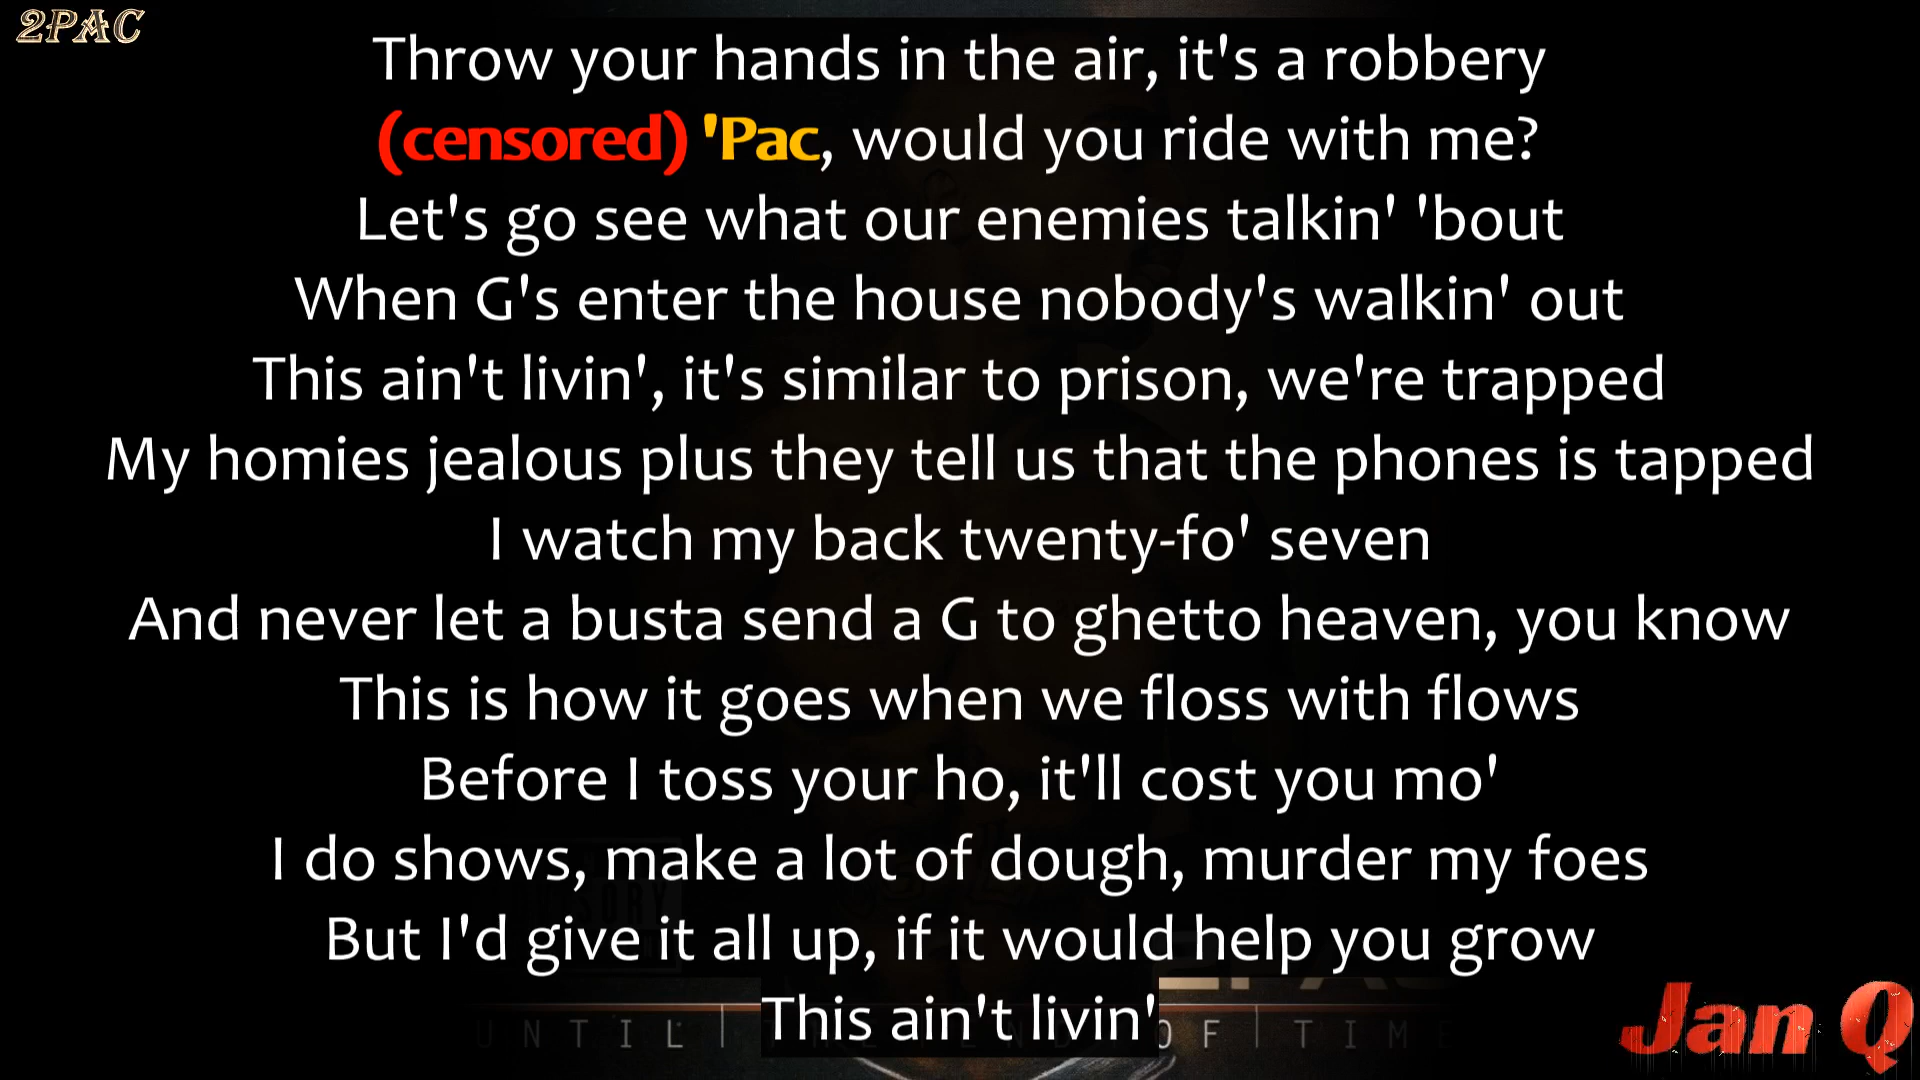 2PAC
Throw your hands in the air, it's a robbery
(censored) 'Pac, would you ride with me?
Let's go see what our enemies talkin' 'bout
When G's enter the house nobody's walkin' out
This ain't livin', it's similar to prison, we're trapped
My homies jealous plus they tell us that the phones is tapped
I watch my back twenty-fo' seven
And never let a busta send a G to ghetto heaven, you know
This is how it goes when we floss with flows
Before I toss your ho, it'll cost you mo'
I do shows, make a lot of dough, murder my foes
But I'd give it all up, if it would help you grow
This ain't livin'
UNTIL OF TIME
Jan Q